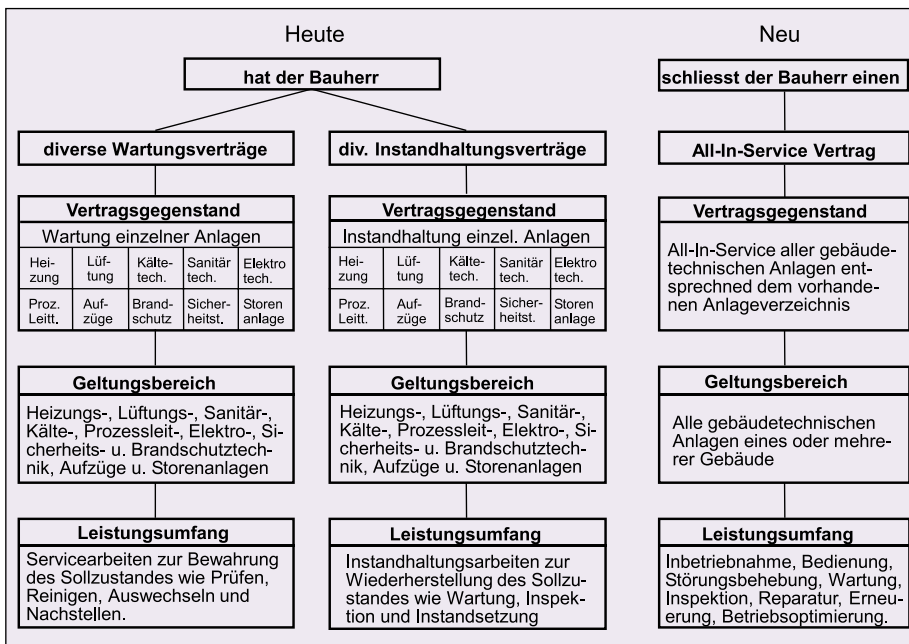 Heute
hat der Bauherr
diverse Wartungsverträge
Vertragsgegenstand
Wartung einzelner Anlagen
Hei- Lüf- Kälte- Sanitär Elektro
zung tung tech. tech. tech.
Proz. Auf- Brand- Sicher- Storen
Leitt. züge schutz heitst. anlage
Geltungsbereich
Heizungs-, Lüftungs-, Sanitär-,
Kälte-, Prozessleit-, Elektro-, Si-
cherheits- u. Brandschutztech-
nik, Aufzüge u. Storenanlagen
Leistungsumfang
Servicearbeiten zur Bewahrung
des Sollzustandes wie Prüfen,
Reinigen, Auswechseln und
Nachstellen.
div. Instandhaltungsverträge
Vertragsgegenstand
Instandhaltung einzel. Anlagen
Hei- Lüf- Kälte- Sanitär Elektro
zung tung tech. tech. tech.
Proz. Auf- Brand- Sicher- Storen
Leitt. züge schutz heitst. anlage
Geltungsbereich
Heizungs-, Lüftungs-, Sanitär-,
Kälte-, Prozessleit-, Elektro-, Si-
cherheits- u. Brandschutztech-
nik, Aufzüge u. Storenanlagen
Leistungsumfang
Instandhaltungsarbeiten zur
Wiederherstellung des Sollzu-
standes wie Wartung, Inspek-
tion und Instandsetzung
Neu
schliesst der Bauherr einen
All-In-Service Vertrag
Vertragsgegenstand
All-In-Service aller gebäude-
technischen Anlagen ent-
sprechned dem vorhande-
nen Anlageverzeichnis
Geltungsbereich
Alle gebäudetechnischen
Anlagen eines oder mehre-
rer Gebäude
Leistungsumfang
Inbetriebnahme, Bedienung,
Störungsbehebung, Wartung,
Inspektion, Reparatur, Erneu-
erung, Betriebsoptimierung.